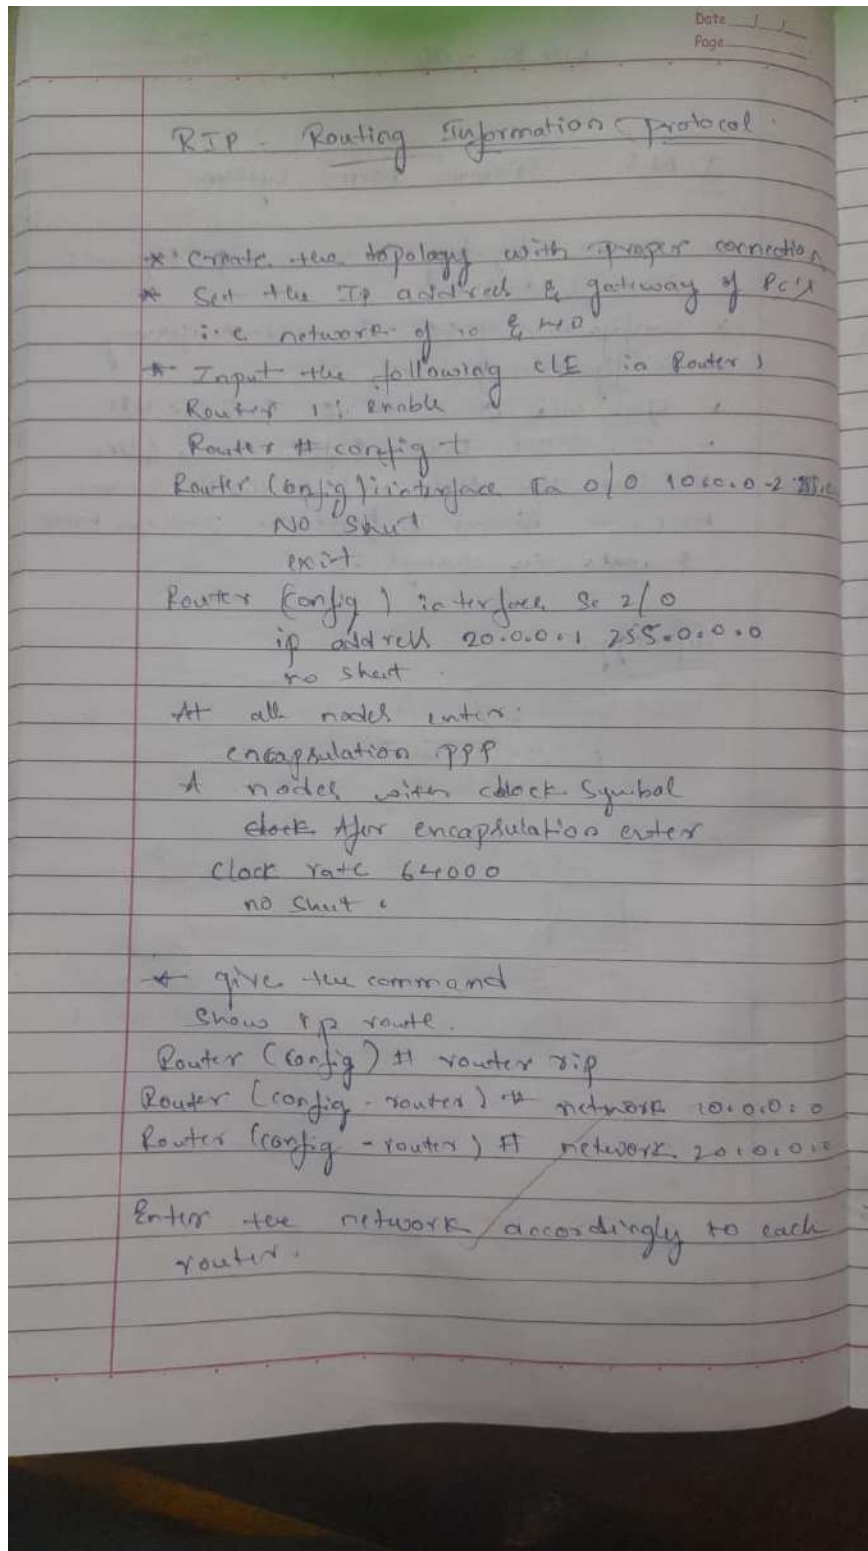 Date
Page
RIP - Routing Information Protocol.
* Create the topology with proper connection
* Set the IP address & gateway of PC's
i.e network of 10 & 40
* Input the following CLI in Router 1
Router 1: enable
Router # config t
Router (config) : interface Fa 0/0 10.0.0.2 255.0
NO Shut
exit
Router (config) interface Se 2/0
ip address 20.0.0.1 255.0.0.0
no shut
At all nodes enter:
encapsulation PPP
A nodes with clock Symbol
clock After encapsulation enter
Clock rate 64000
no shut
* give the command
Show ip route.
Router (config) # router rip
Router (config - router) # network 10.0.0.0
Router (config - router) # network 20.0.0.0
Enter the network accordingly to each
router.